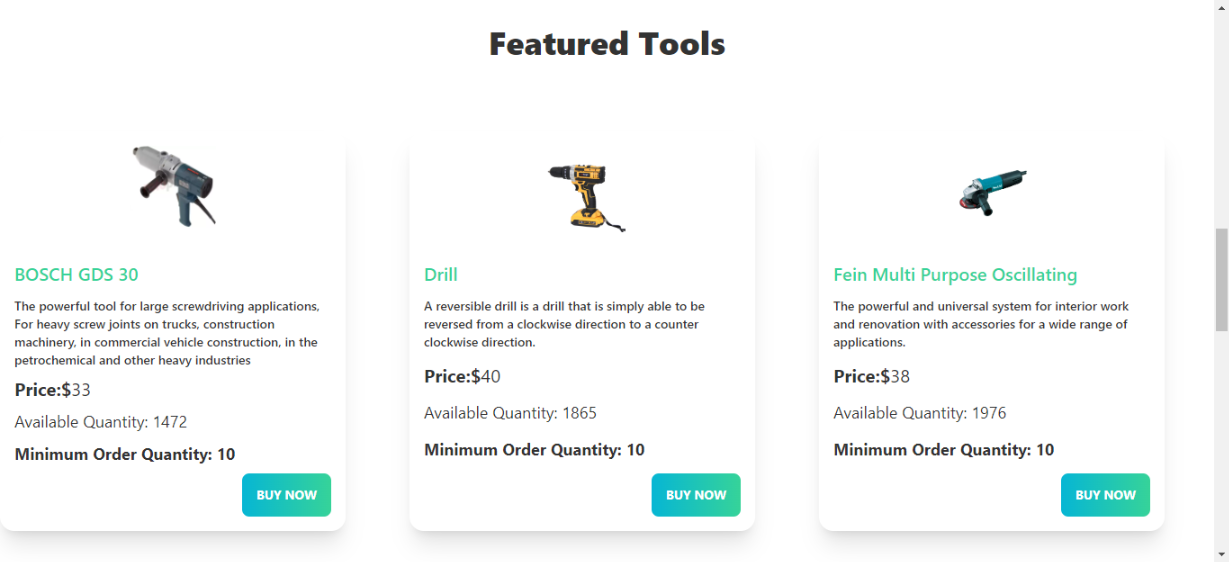 Featured Tools
BOSCH GDS 30
The powerful tool for large screwdriving applications,
For heavy screw joints on trucks, construction
machinery, in commercial vehicle construction, in the
petrochemical and other heavy industries
Price:$33
Available Quantity: 1472
Minimum Order Quantity: 10
BUY NOW
Drill
A reversible drill is a drill that is simply able to be
reversed from a clockwise direction to a counter
clockwise direction.
Price:$40
Available Quantity: 1865
Minimum Order Quantity: 10
BUY NOW
Fein Multi Purpose Oscillating
The powerful and universal system for interior work
and renovation with accessories for a wide range of
applications.
Price:$38
Available Quantity: 1976
Minimum Order Quantity: 10
BUY NOW